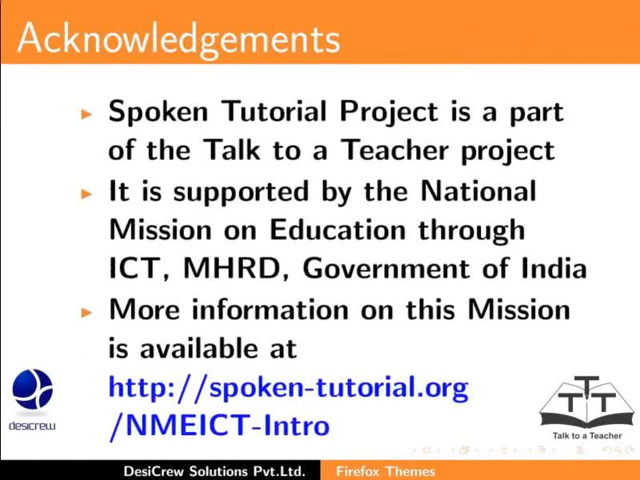 Acknowledgements
Spoken Tutorial Project is a part
of the Talk to a Teacher project
It is supported by the National
Mission on Education through
ICT, MHRD, Government of India
More information on this Mission
is available at
http://spoken-tutorial.org
/NMEICT-Intro
desicrew
TTT
Talk to a Teacher
DesiCrew Solutions Pvt.Ltd.
Firefox Themes